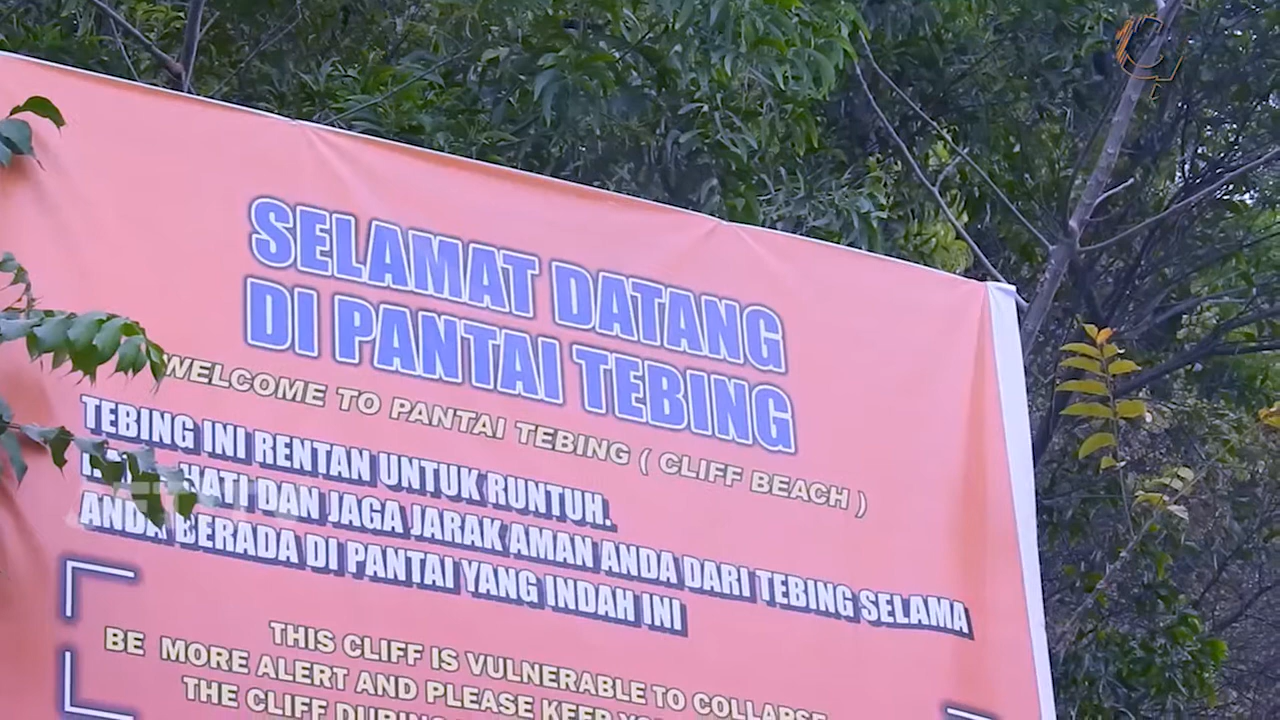 SELAMAT DATANG
DI PANTAI TEBING
WELCOME TO PANTAI TEBING ( CLIFF BEACH )
TEBING INI RENTAN UNTUK RUNTUH.
HATI DAN JAGA JARAK AMAN ANDA DARI TEBING SELAMA
ANDA BERADA DI PANTAI YANG INDAH INI
THIS CLIFF IS VULNERABLE TO COLLAPSE
BE MORE ALERT AND PLEASE KEEP
THE CLIFF